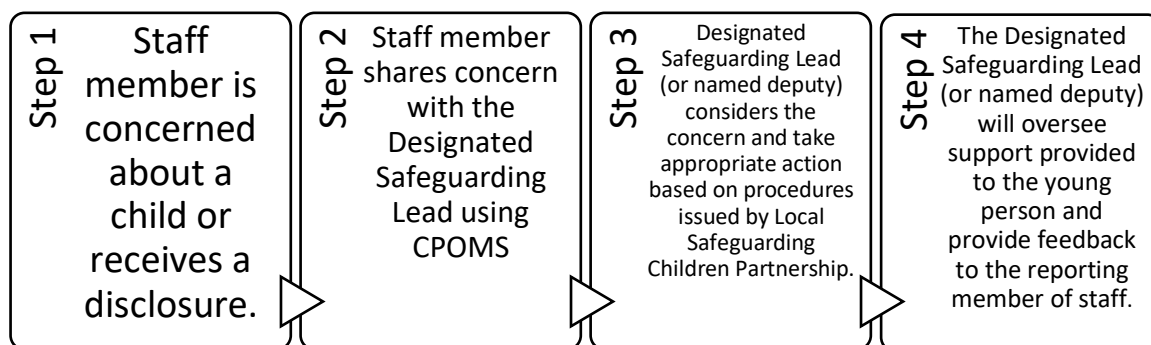 Step 1
Staff
member is
concerned
about a
child or
receives a
disclosure.
Step 2
Staff member
shares concern
with the
Designated
Safeguarding
Lead using
CPOMS
Step 3
Designated
Safeguarding Lead
(or named deputy)
considers the
concern and take
appropriate action
based on procedures
issued by Local
Safeguarding
Children Partnership.
Step 4
The Designated
Safeguarding Lead
(or named deputy)
will oversee
support provided
to the young
person and
provide feedback
to the reporting
member of staff.